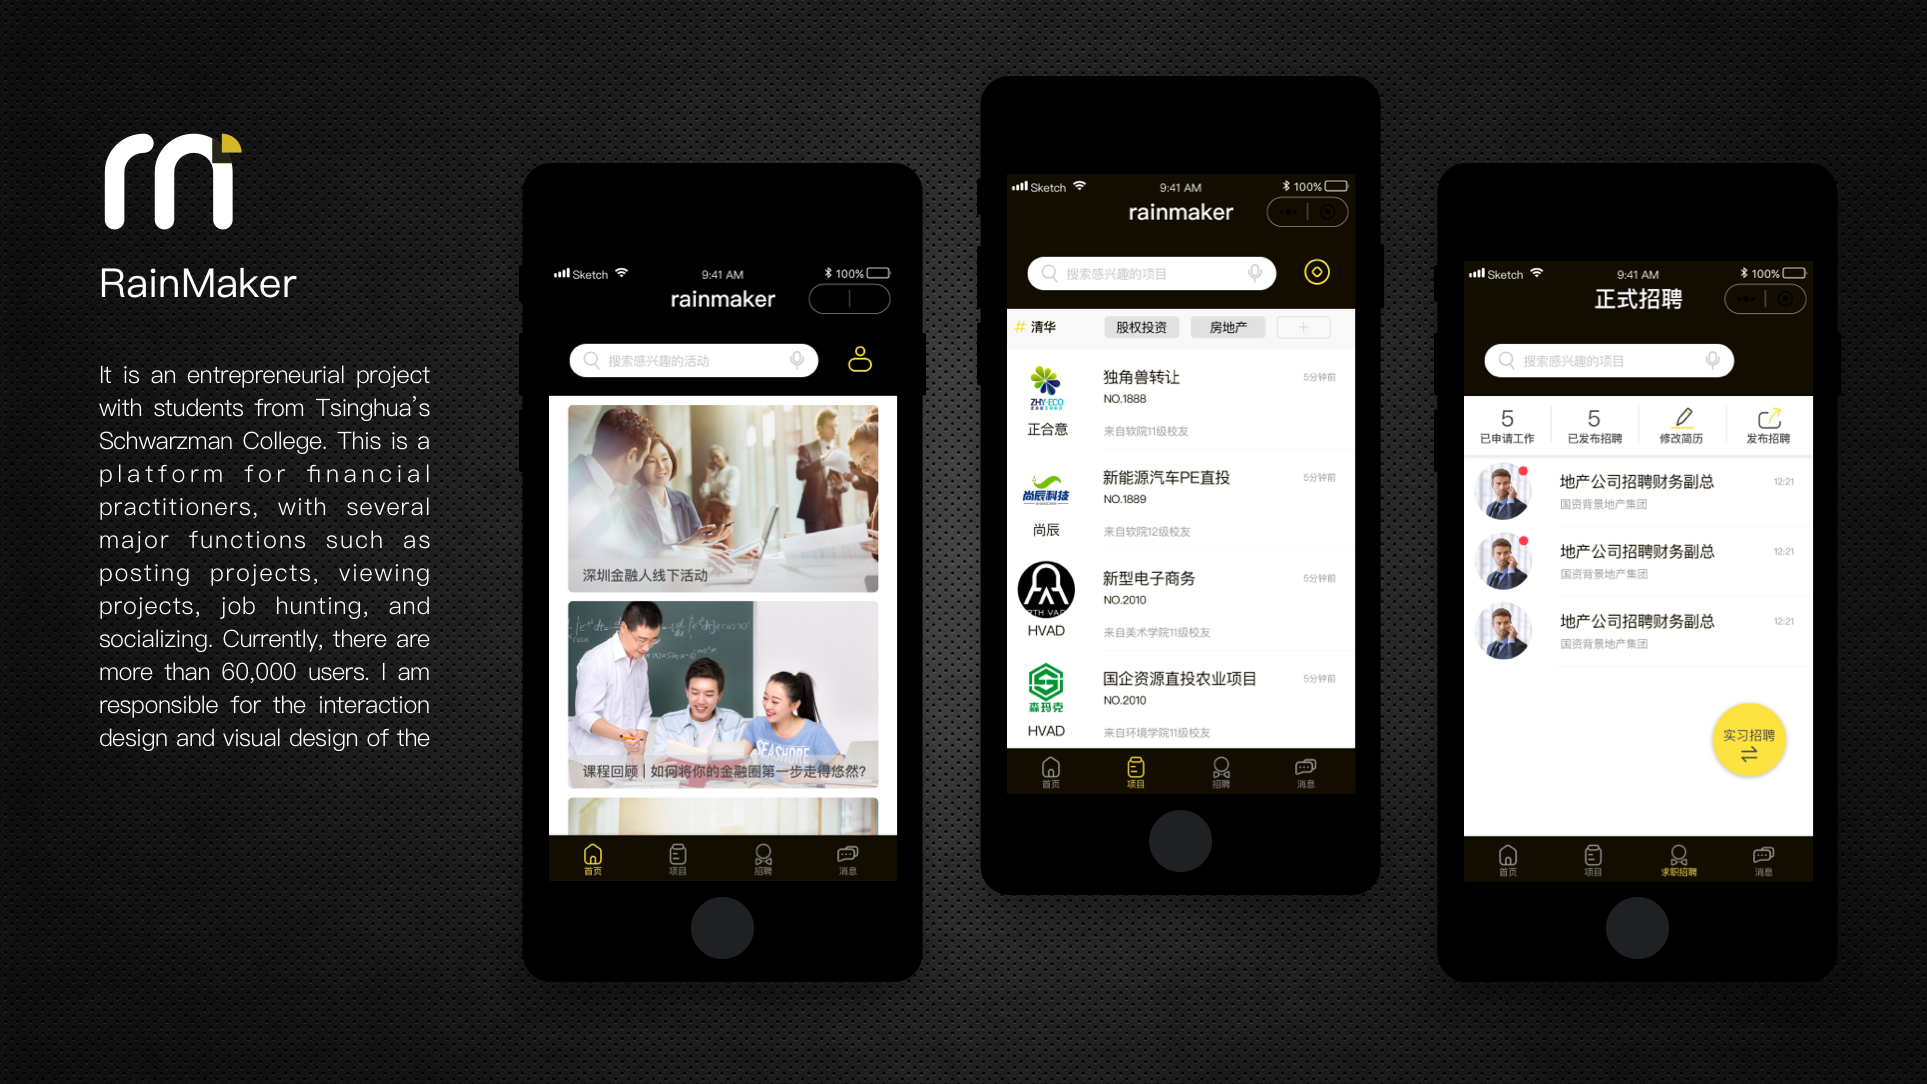 RainMaker
It is an entrepreneurial project
with students from Tsinghua's
Schwarzman College. This is a
platform for financial
practitioners, with several
major functions such as
posting projects, viewing
projects, job hunting, and
socializing. Currently, there are
more than 60,000 users. I am
responsible for the interaction
design and visual design of the
Sketch 9:41 AM 100%
rainmaker
搜索感兴趣的活动
深圳金融人线下活动
SEASHORE
课程回顾 | 如何将你的金融圈第一步走得悠然?
首页 项目 招聘 消息
Sketch 9:41 AM 100%
rainmaker
搜索感兴趣的项目
# 清华 股权投资 房地产 +
ZHY·ECO
正合意
独角兽转让 5分钟前
NO.1888
来自软院11级校友
尚辰科技
尚辰
新能源汽车PE直投 5分钟前
NO.1889
来自软院12级校友
HVAD
新型电子商务 5分钟前
NO.2010
来自美术学院11级校友
森玛克
HVAD
国企资源直投农业项目 5分钟前
NO.2010
来自环境学院11级校友
首页 项目 招聘 消息
Sketch 9:41 AM 100%
正式招聘
搜索感兴趣的项目
5 5
已申请工作 已发布招聘 修改简历 发布招聘
地产公司招聘财务副总 12:21
国资背景地产集团
地产公司招聘财务副总 12:21
国资背景地产集团
地产公司招聘财务副总 12:21
国资背景地产集团
实习招聘
首页 项目 求职招聘 消息